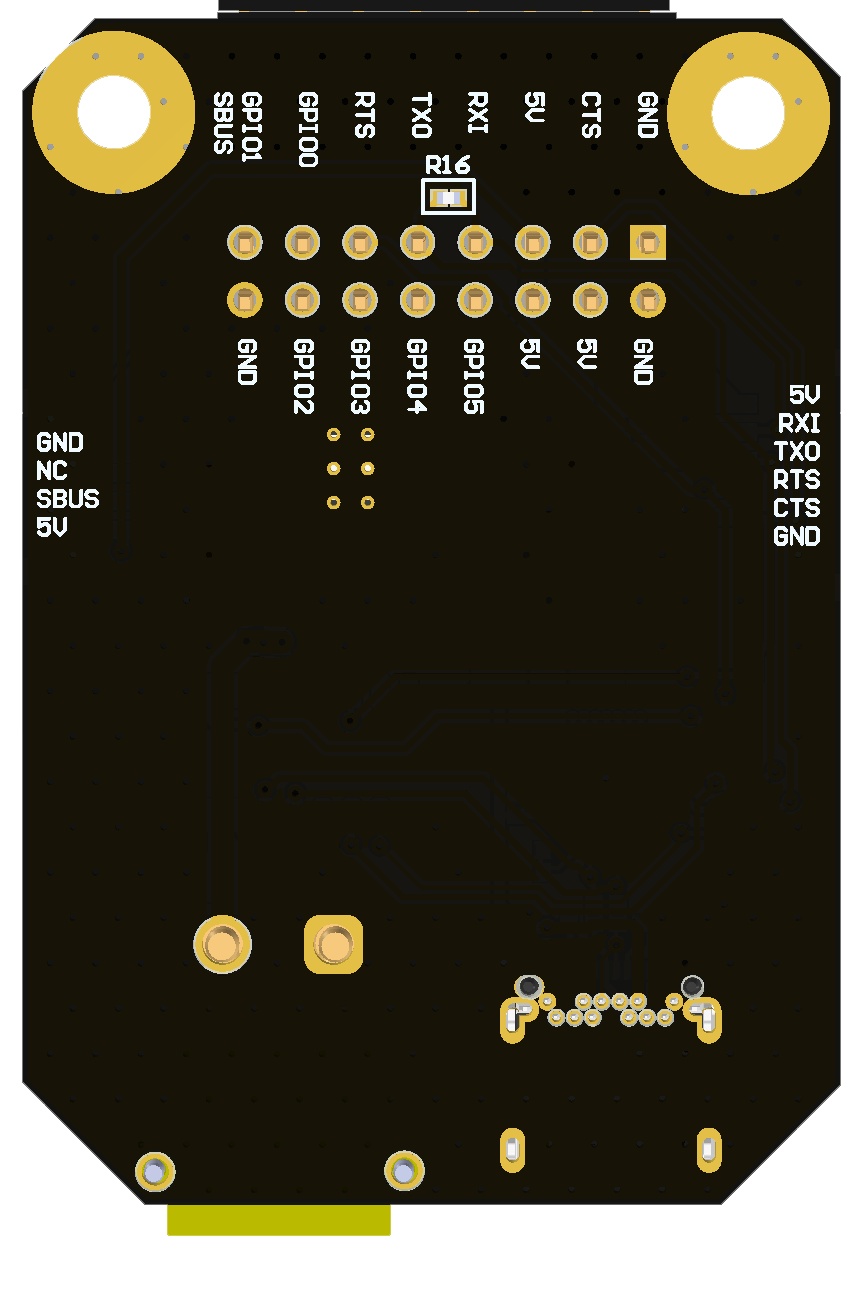 SBUS
GPIO1
GPIO0
RTS
TXO
RXI
5V
CTS
GND
R16
GND
GPIO2
GPIO3
GPIO4
GPIO5
5V
5V
GND
GND
NC
SBUS
5V
5V
RXI
TXO
RTS
CTS
GND